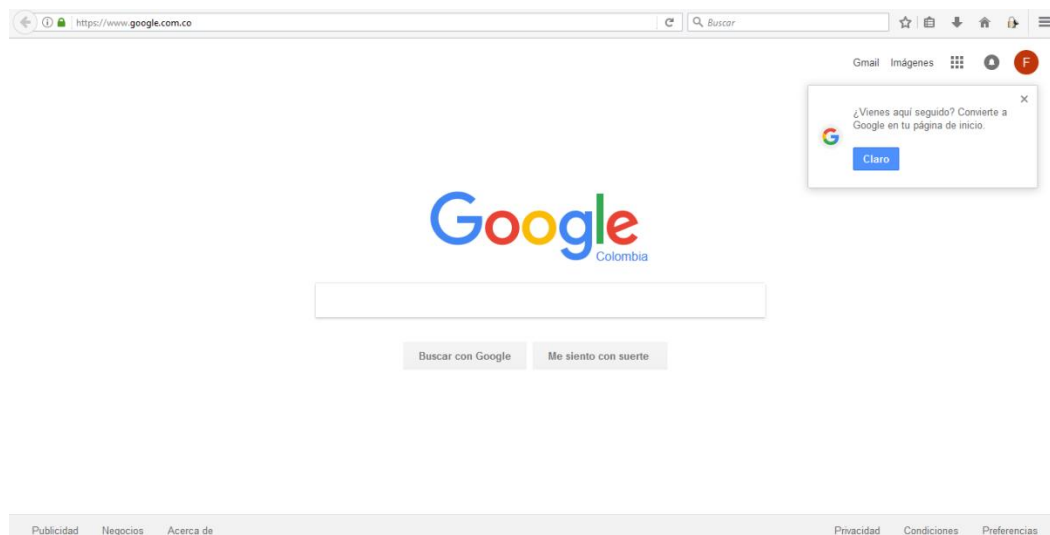 https://www.google.com.co
Buscar
Gmail Imágenes
F
¿Vienes aquí seguido? Convierte a
Google en tu página de inicio.
Claro
Google
Colombia
Buscar con Google Me siento con suerte
Publicidad Negocios Acerca de Privacidad Condiciones Preferencias